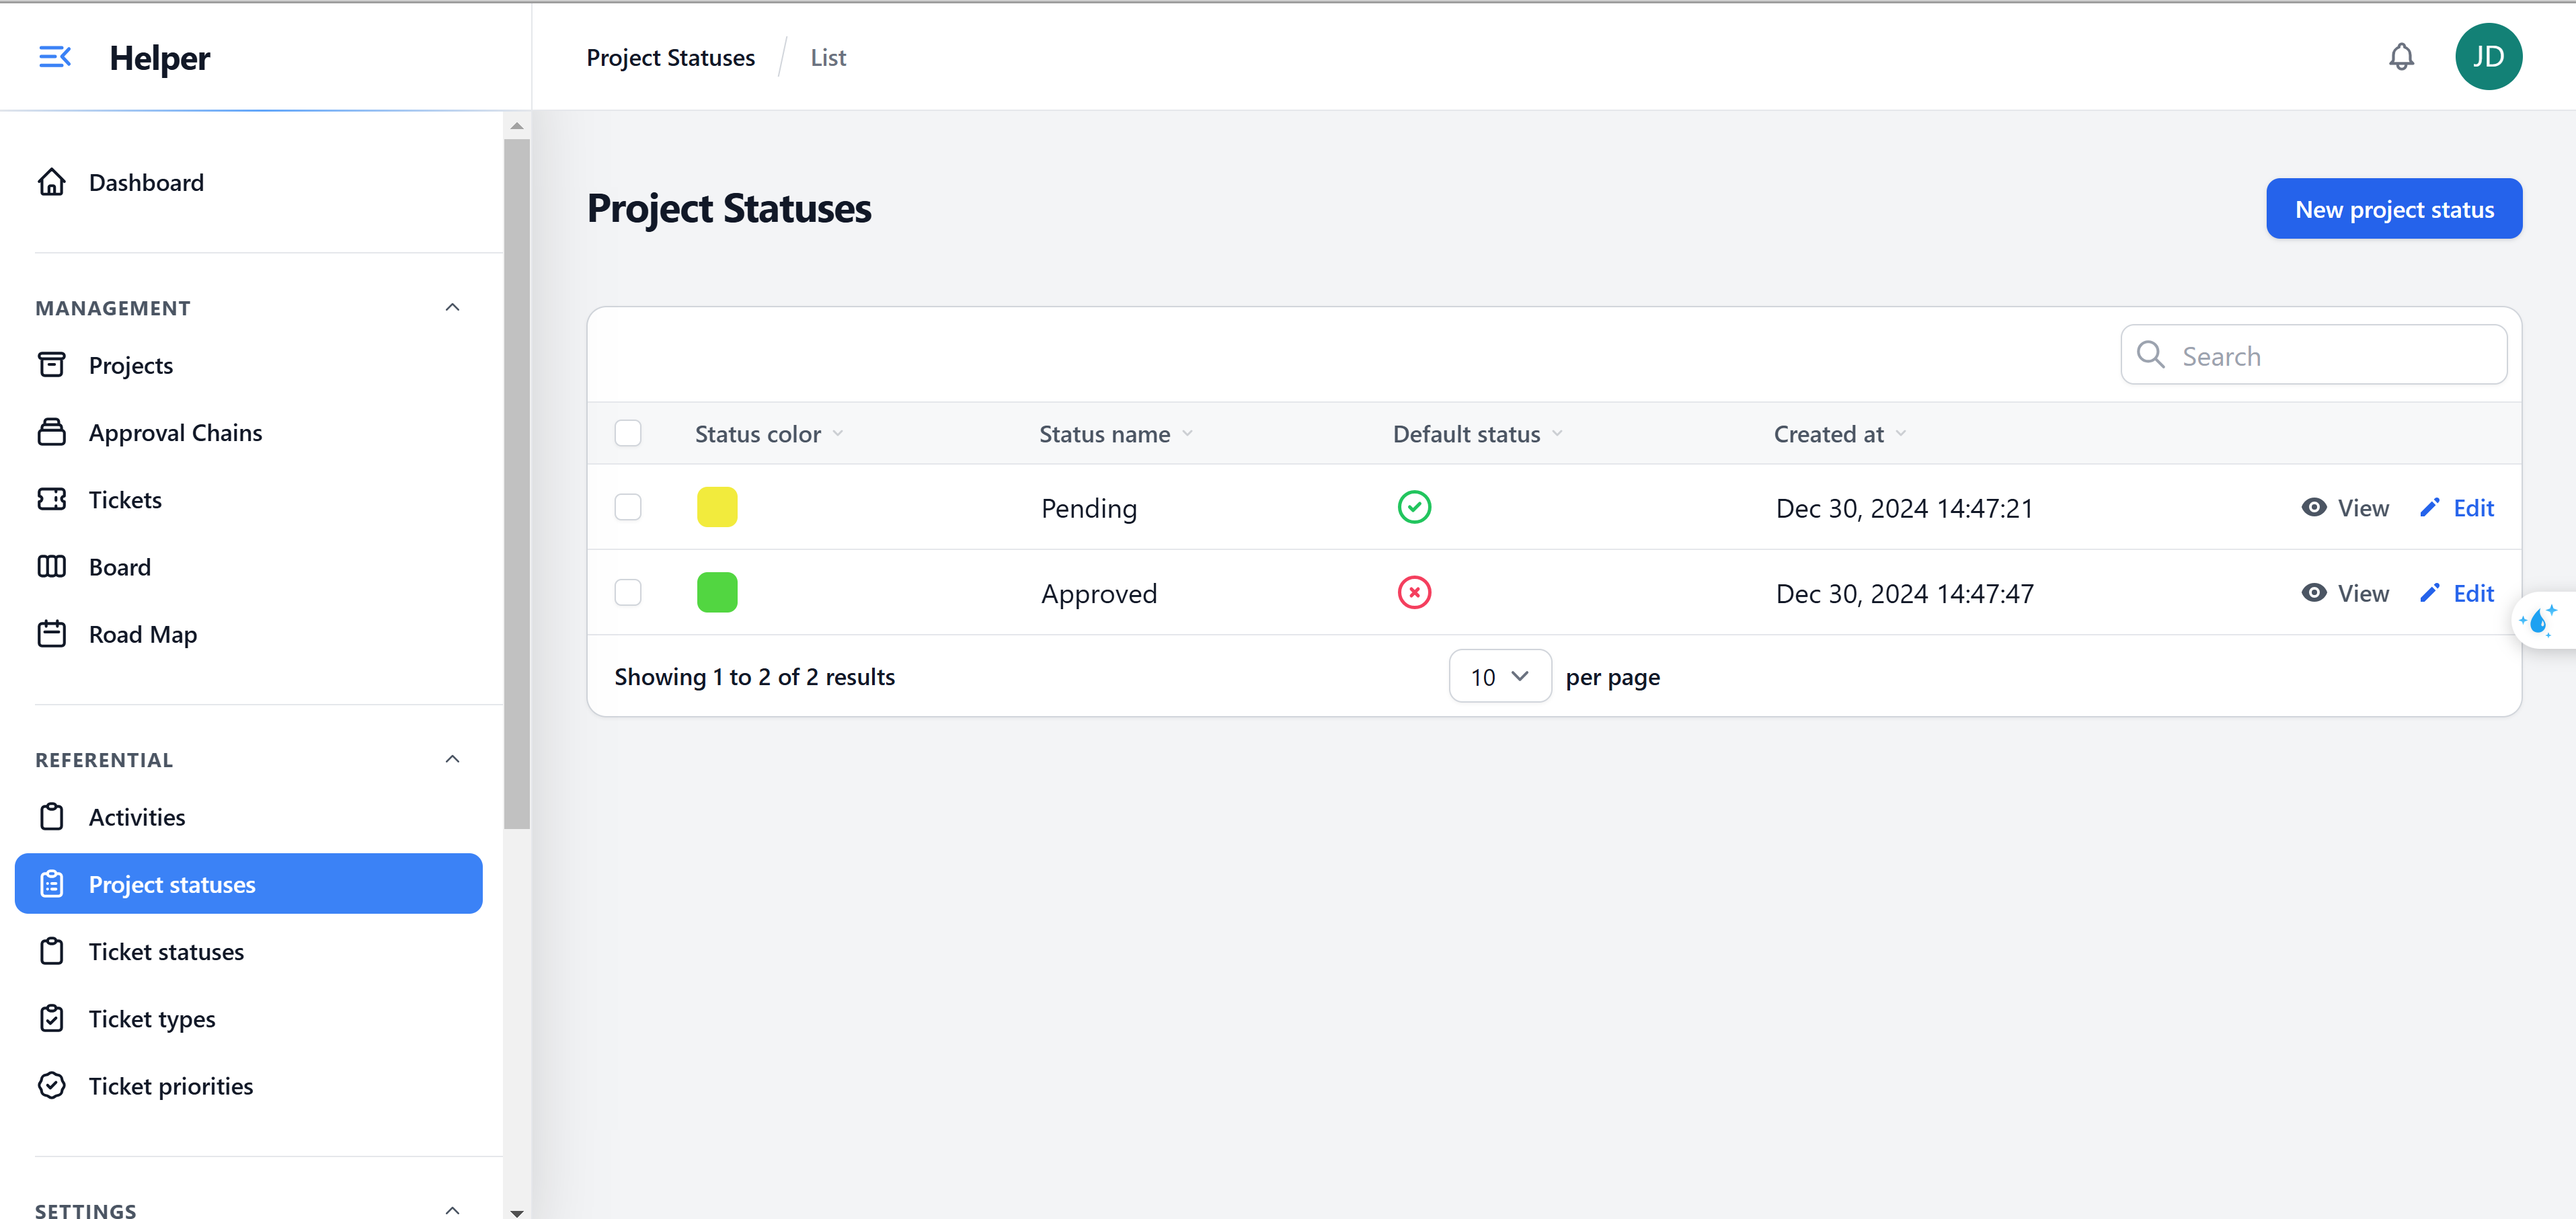 Helper
Project Statuses / List
JD
Dashboard
MANAGEMENT
Projects
Approval Chains
Tickets
Board
Road Map
REFERENTIAL
Activities
Project statuses
Ticket statuses
Ticket types
Ticket priorities
SETTINGS
Project Statuses
New project status
Search
Status color Status name Default status Created at
Pending Dec 30, 2024 14:47:21 View Edit
Approved Dec 30, 2024 14:47:47 View Edit
Showing 1 to 2 of 2 results 10 per page